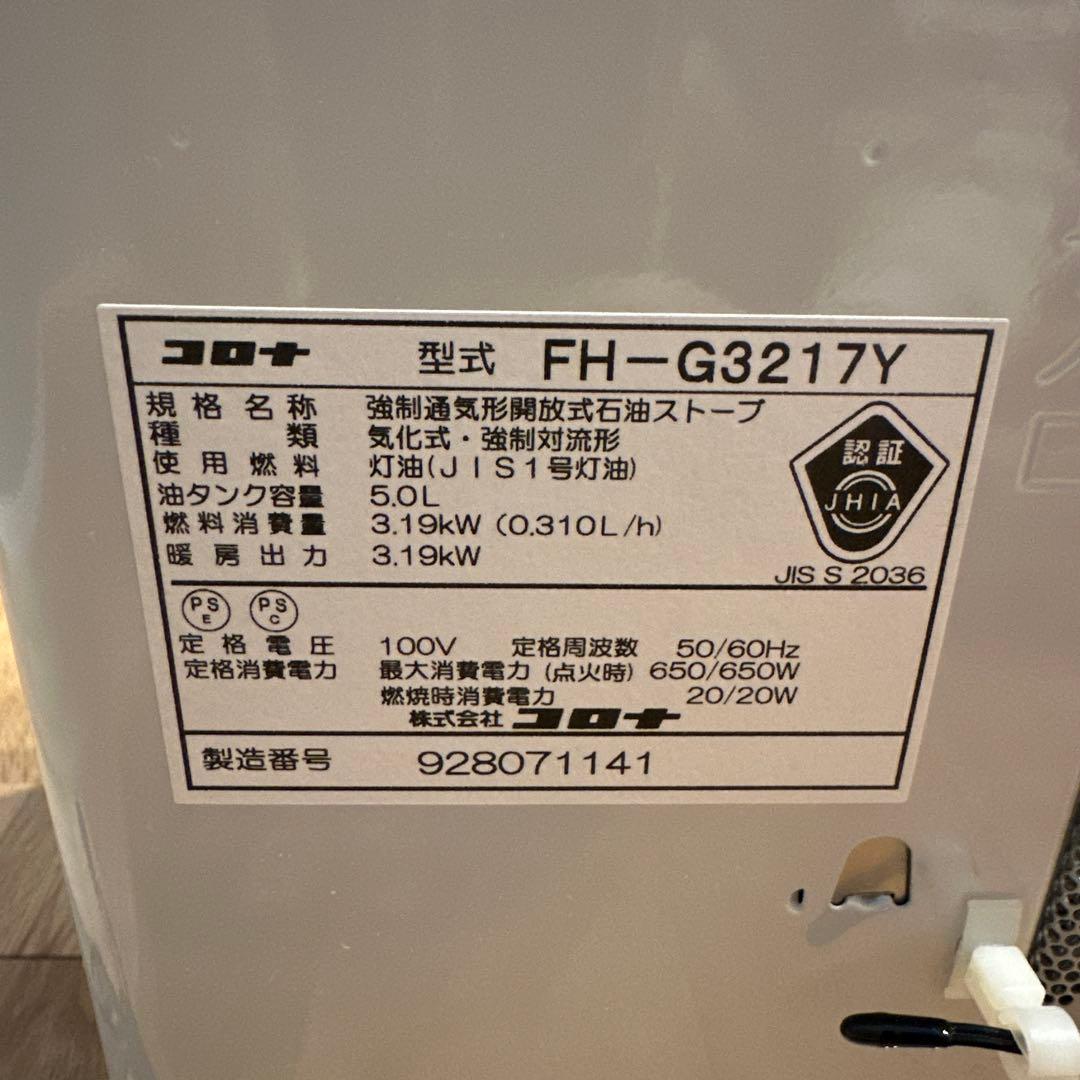 コロナ 型式 FH-G3217Y
規格名称 強制通気形開放式石油ストーブ
種類 気化式・強制対流形
使用燃料 灯油(JIS1号灯油)
油タンク容量 5.0L
燃料消費量 3.19kW (0.310L/h)
暖房出力 3.19kW
認証
JHIA
JIS S 2036
PS E PS C
定格電圧 100V 定格周波数 50/60Hz
定格消費電力 最大消費電力(点火時) 650/650W
燃焼時消費電力 20/20W
株式会社コロナ
製造番号 928071141